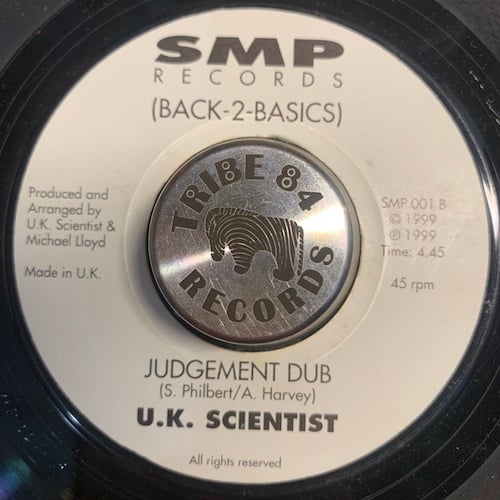 SMP
RECORDS
(BACK-2-BASICS)
Produced and
Arranged by
U.K. Scientist &
Michael Lloyd
Made in U.K.
TRIBE 84
RECORDS
SMP 001 B
© 1999
℗ 1999
Time: 4.45
45 rpm
JUDGEMENT DUB
(S. Philbert/A. Harvey)
U.K. SCIENTIST
All rights reserved